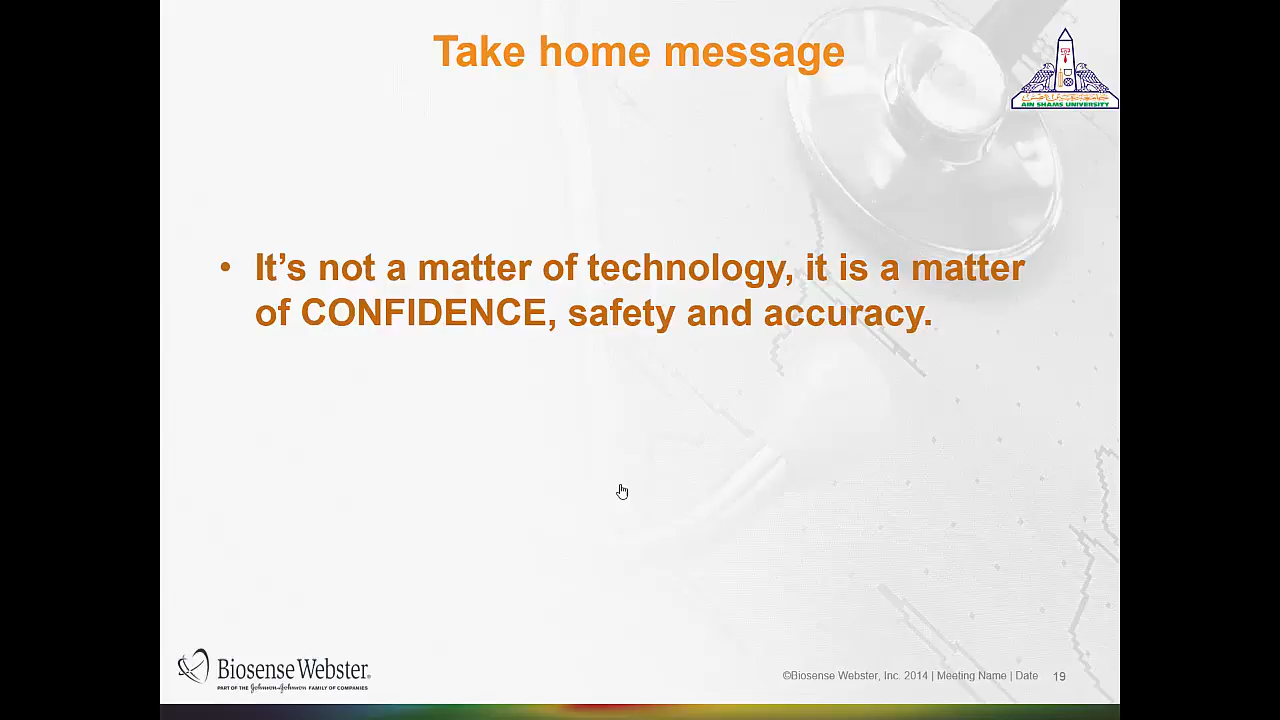 Take home message
AIN SHAMS UNIVERSITY
• It’s not a matter of technology, it is a matter
of CONFIDENCE, safety and accuracy.
Biosense Webster.
PART OF THE Johnson & Johnson FAMILY OF COMPANIES
©Biosense Webster, Inc. 2014 | Meeting Name | Date 19